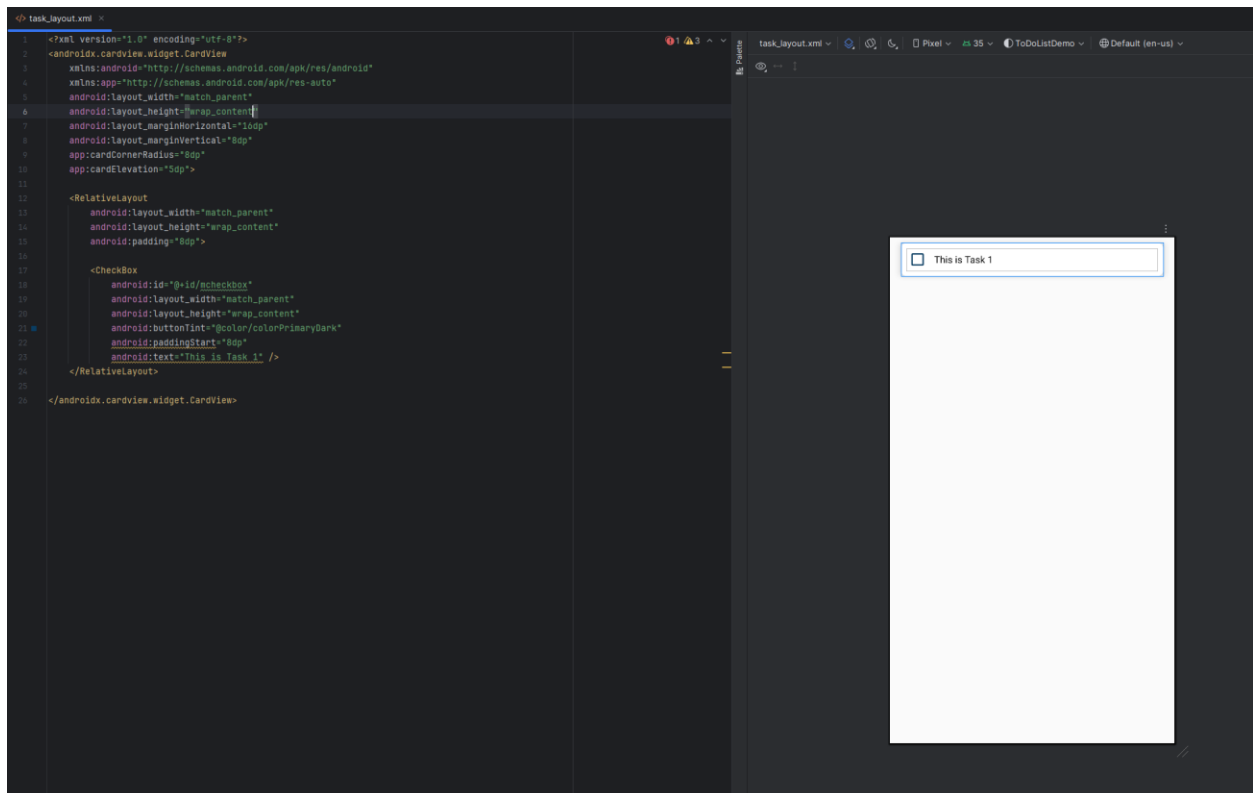 task_layout.xml
1 <?xml version="1.0" encoding="utf-8"?>
2 <androidx.cardview.widget.CardView
3 xmlns:android="http://schemas.android.com/apk/res/android"
4 xmlns:app="http://schemas.android.com/apk/res-auto"
5 android:layout_width="match_parent"
6 android:layout_height="wrap_content"
7 android:layout_marginHorizontal="16dp"
8 android:layout_marginVertical="8dp"
9 app:cardCornerRadius="8dp"
10 app:cardElevation="5dp">
11
12 <RelativeLayout
13 android:layout_width="match_parent"
14 android:layout_height="wrap_content"
15 android:padding="8dp">
16
17 <CheckBox
18 android:id="@+id/mcheckbox"
19 android:layout_width="match_parent"
20 android:layout_height="wrap_content"
21 android:buttonTint="@color/colorPrimaryDark"
22 android:paddingStart="8dp"
23 android:text="This is Task 1" />
24 </RelativeLayout>
25
26 </androidx.cardview.widget.CardView>
1 3
Palette
task_layout.xml Pixel 35 ToDoListDemo Default (en-us)
This is Task 1